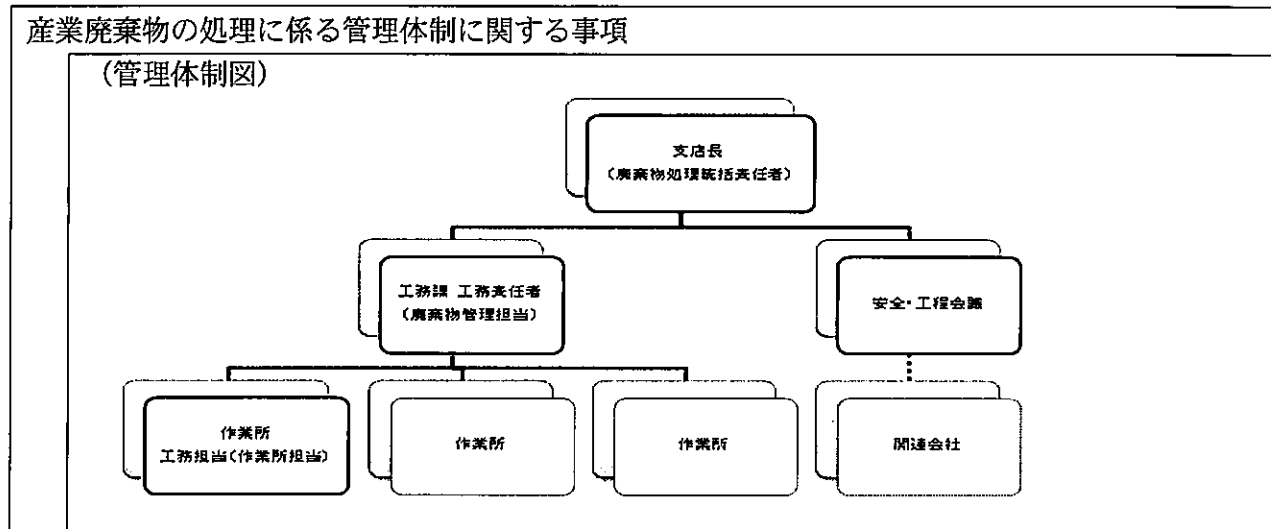 産業廃棄物の処理に係る管理体制に関する事項
(管理体制図)
支店長
(廃棄物処理統括責任者)
工務課 工務責任者
(廃棄物管理担当)
安全・工程会議
作業所
工務担当(作業所担当)
作業所
作業所
関連会社